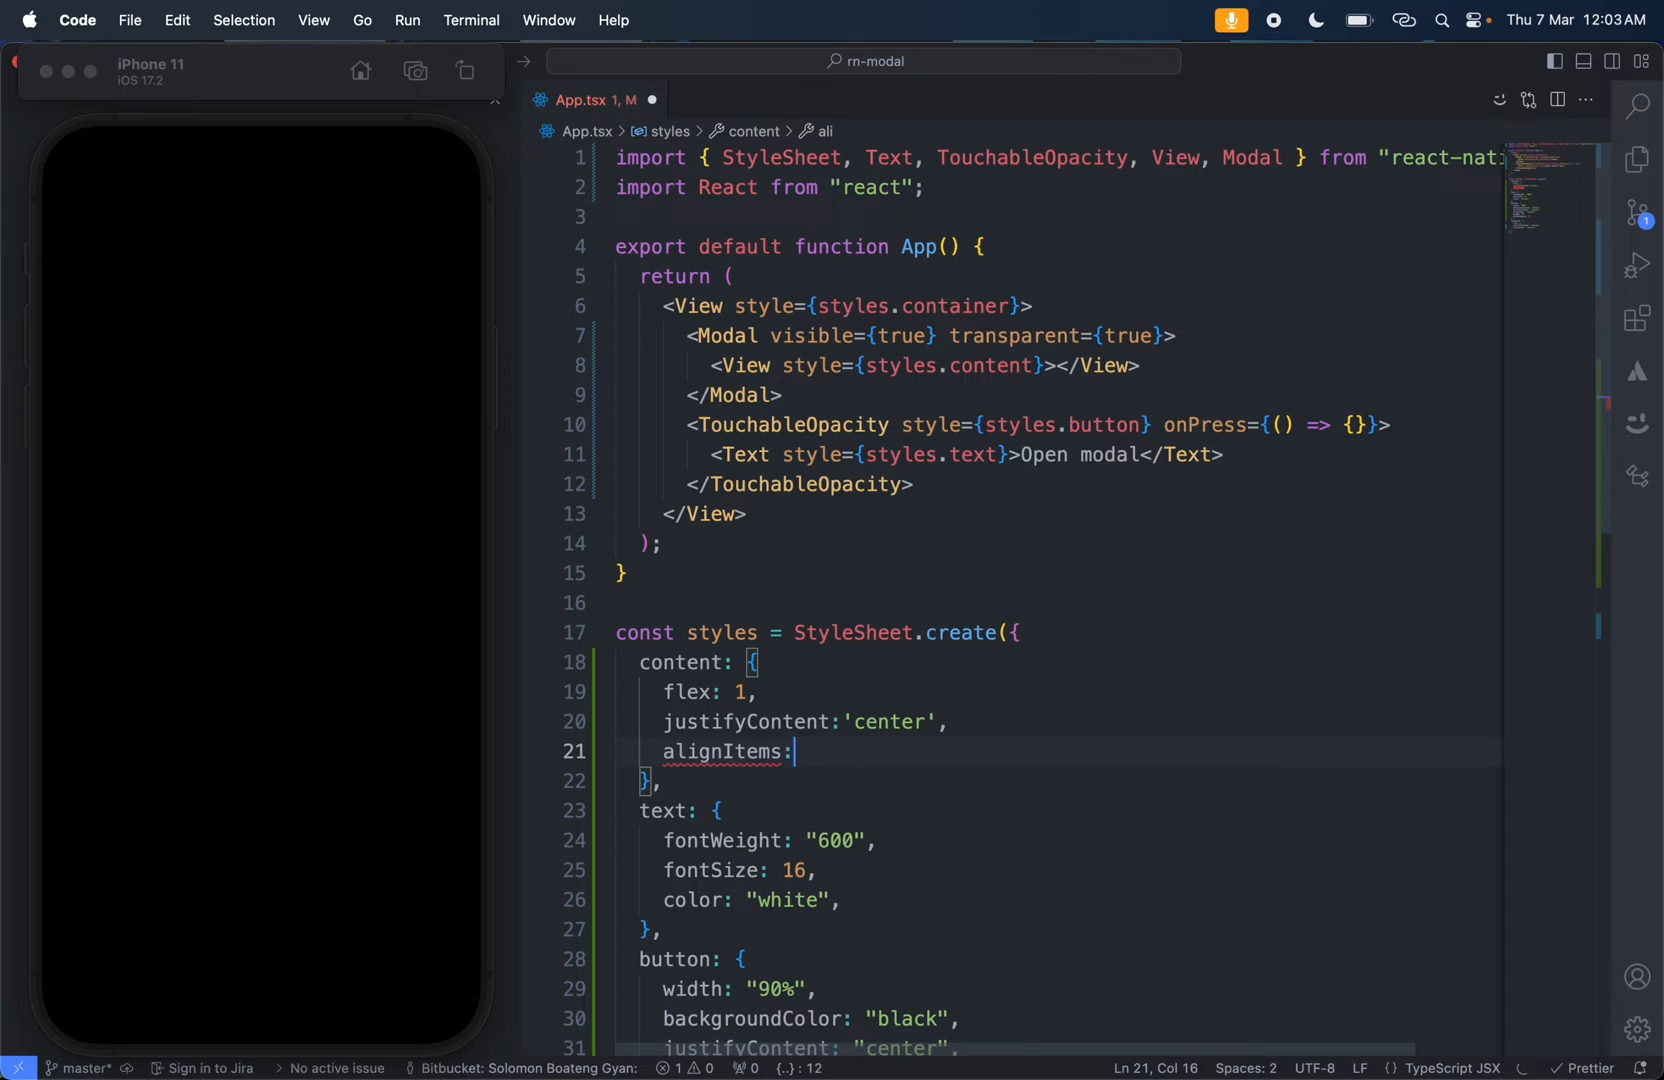 Code File Edit Selection View Go Run Terminal Window Help Thu 7 Mar 12:03 AM
iPhone 11
iOS 17.2
rn-modal
App.tsx 1, M
App.tsx > styles > content > ali
1 import { StyleSheet, Text, TouchableOpacity, View, Modal } from "react-nati
2 import React from "react";
3
4 export default function App() {
5 return (
6 <View style={styles.container}>
7 <Modal visible={true} transparent={true}>
8 <View style={styles.content}></View>
9 </Modal>
10 <TouchableOpacity style={styles.button} onPress={() => {}}>
11 <Text style={styles.text}>Open modal</Text>
12 </TouchableOpacity>
13 </View>
14 );
15 }
16
17 const styles = StyleSheet.create({
18 content: {
19 flex: 1,
20 justifyContent:'center',
21 alignItems:
22 },
23 text: {
24 fontWeight: "600",
25 fontSize: 16,
26 color: "white",
27 },
28 button: {
29 width: "90%",
30 backgroundColor: "black",
31 justifyContent: "center",
1
master* Sign in to Jira > No active issue Bitbucket: Solomon Boateng Gyan: 1 0 0 {..} : 12 Ln 21, Col 16 Spaces: 2 UTF-8 LF {} TypeScript JSX Prettier